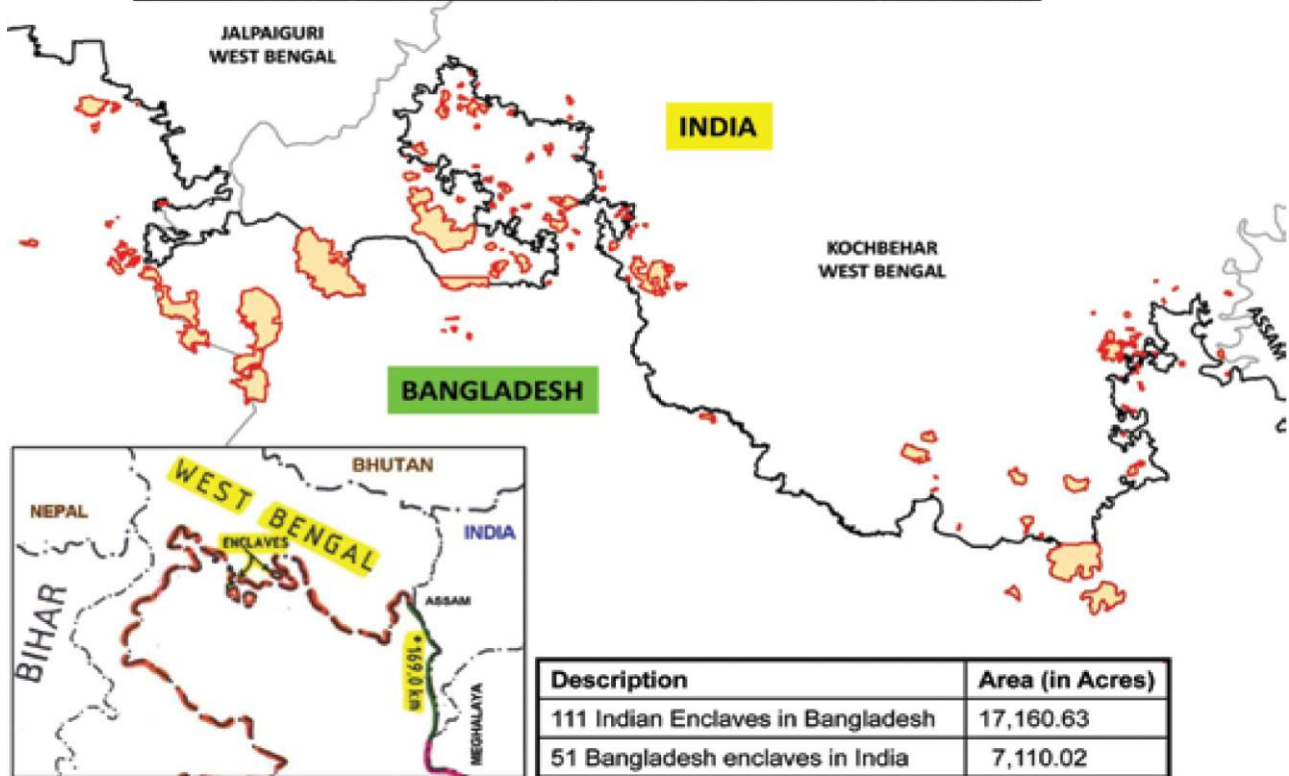 JALPAIGURI
WEST BENGAL
INDIA
KOCHBEHAR
WEST BENGAL
ASSAM
BANGLADESH
WEST BENGAL
BHUTAN
NEPAL
INDIA
ENCLAVES
BIHAR
ASSAM
*169.0 km
MEGHALAYA
Description Area (in Acres)
111 Indian Enclaves in Bangladesh 17,160.63
51 Bangladesh enclaves in India 7,110.02